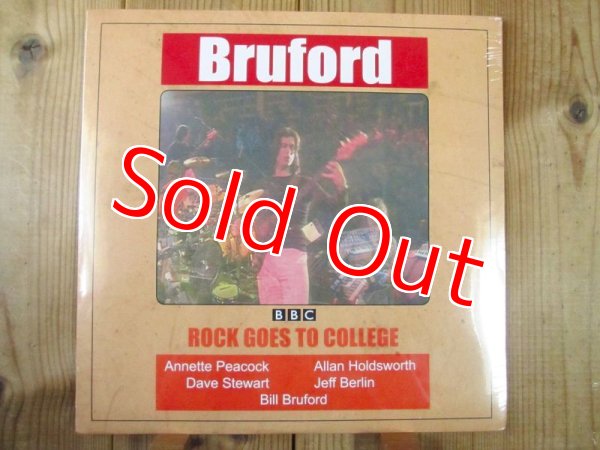 Bruford
Sold Out
BBC
ROCK GOES TO COLLEGE
Annette Peacock Allan Holdsworth
Dave Stewart Jeff Berlin
Bill Bruford